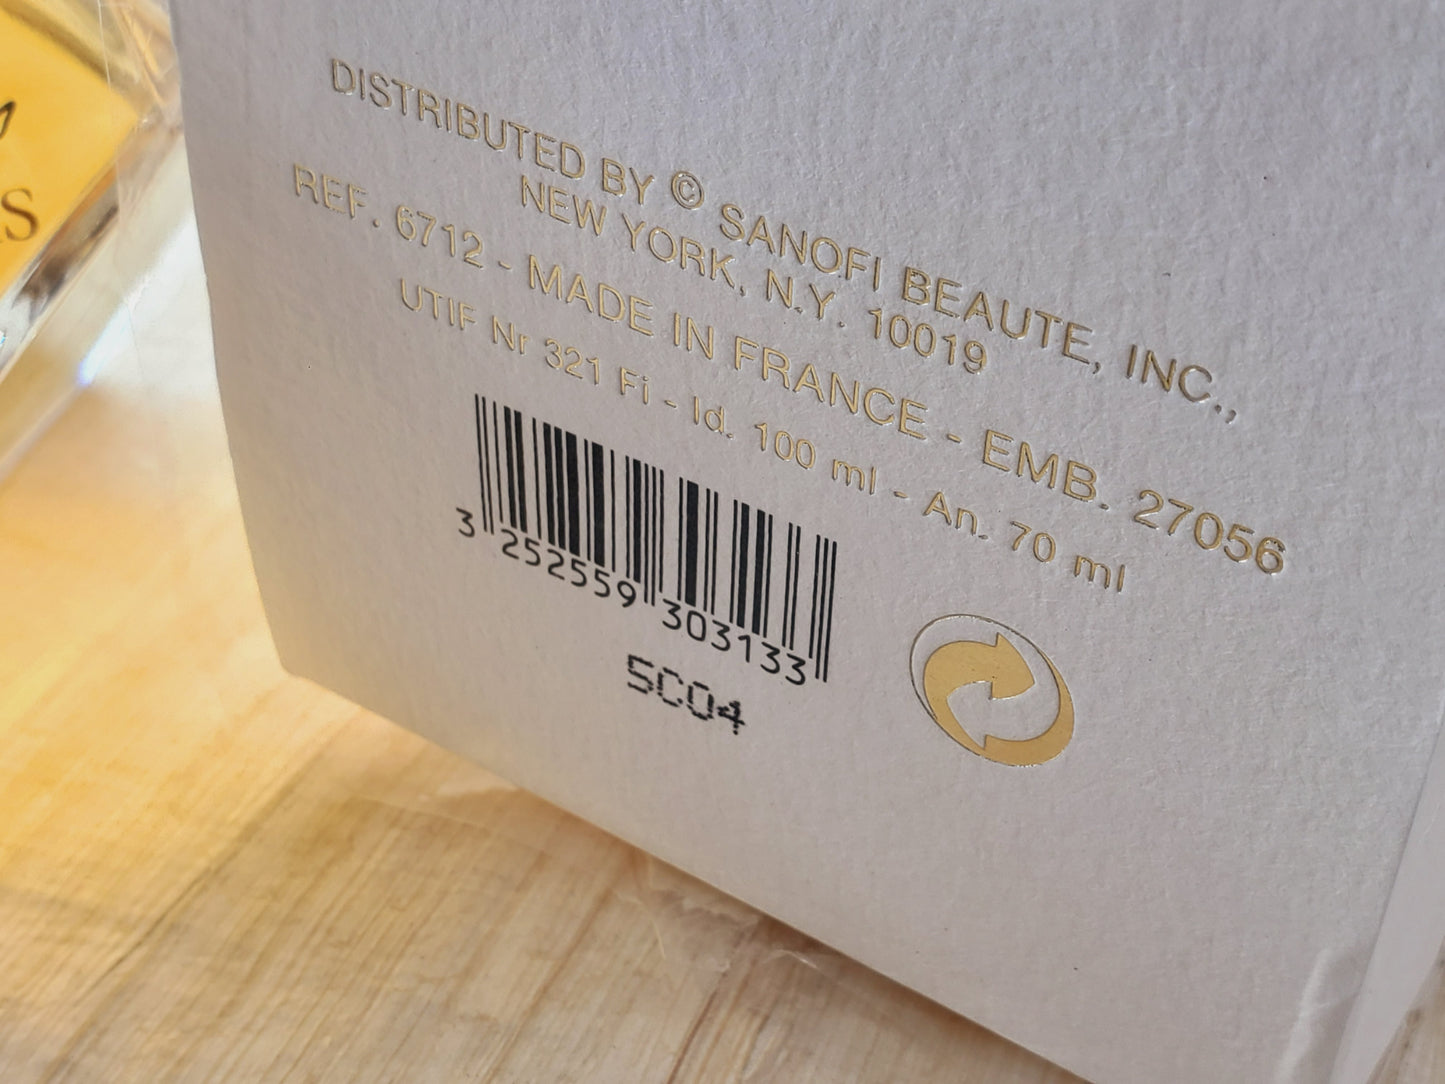 DISTRIBUTED BY © SANOFI BEAUTE, INC.,
NEW YORK, N.Y. 10019
REF. 6712 - MADE IN FRANCE - EMB. 27056
UTIF Nr 321 Fi - Id. 100 ml - An. 70 ml
3 252559 303133
5C04